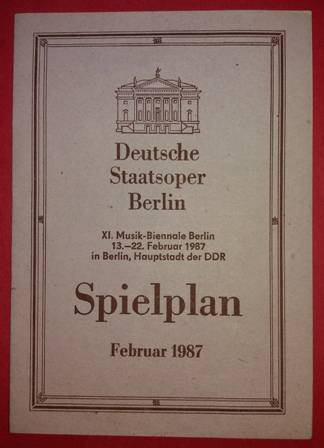 Deutsche
Staatsoper
Berlin
XI. Musik-Biennale Berlin
13.—22. Februar 1987
in Berlin, Hauptstadt der DDR
Spielplan
Februar 1987